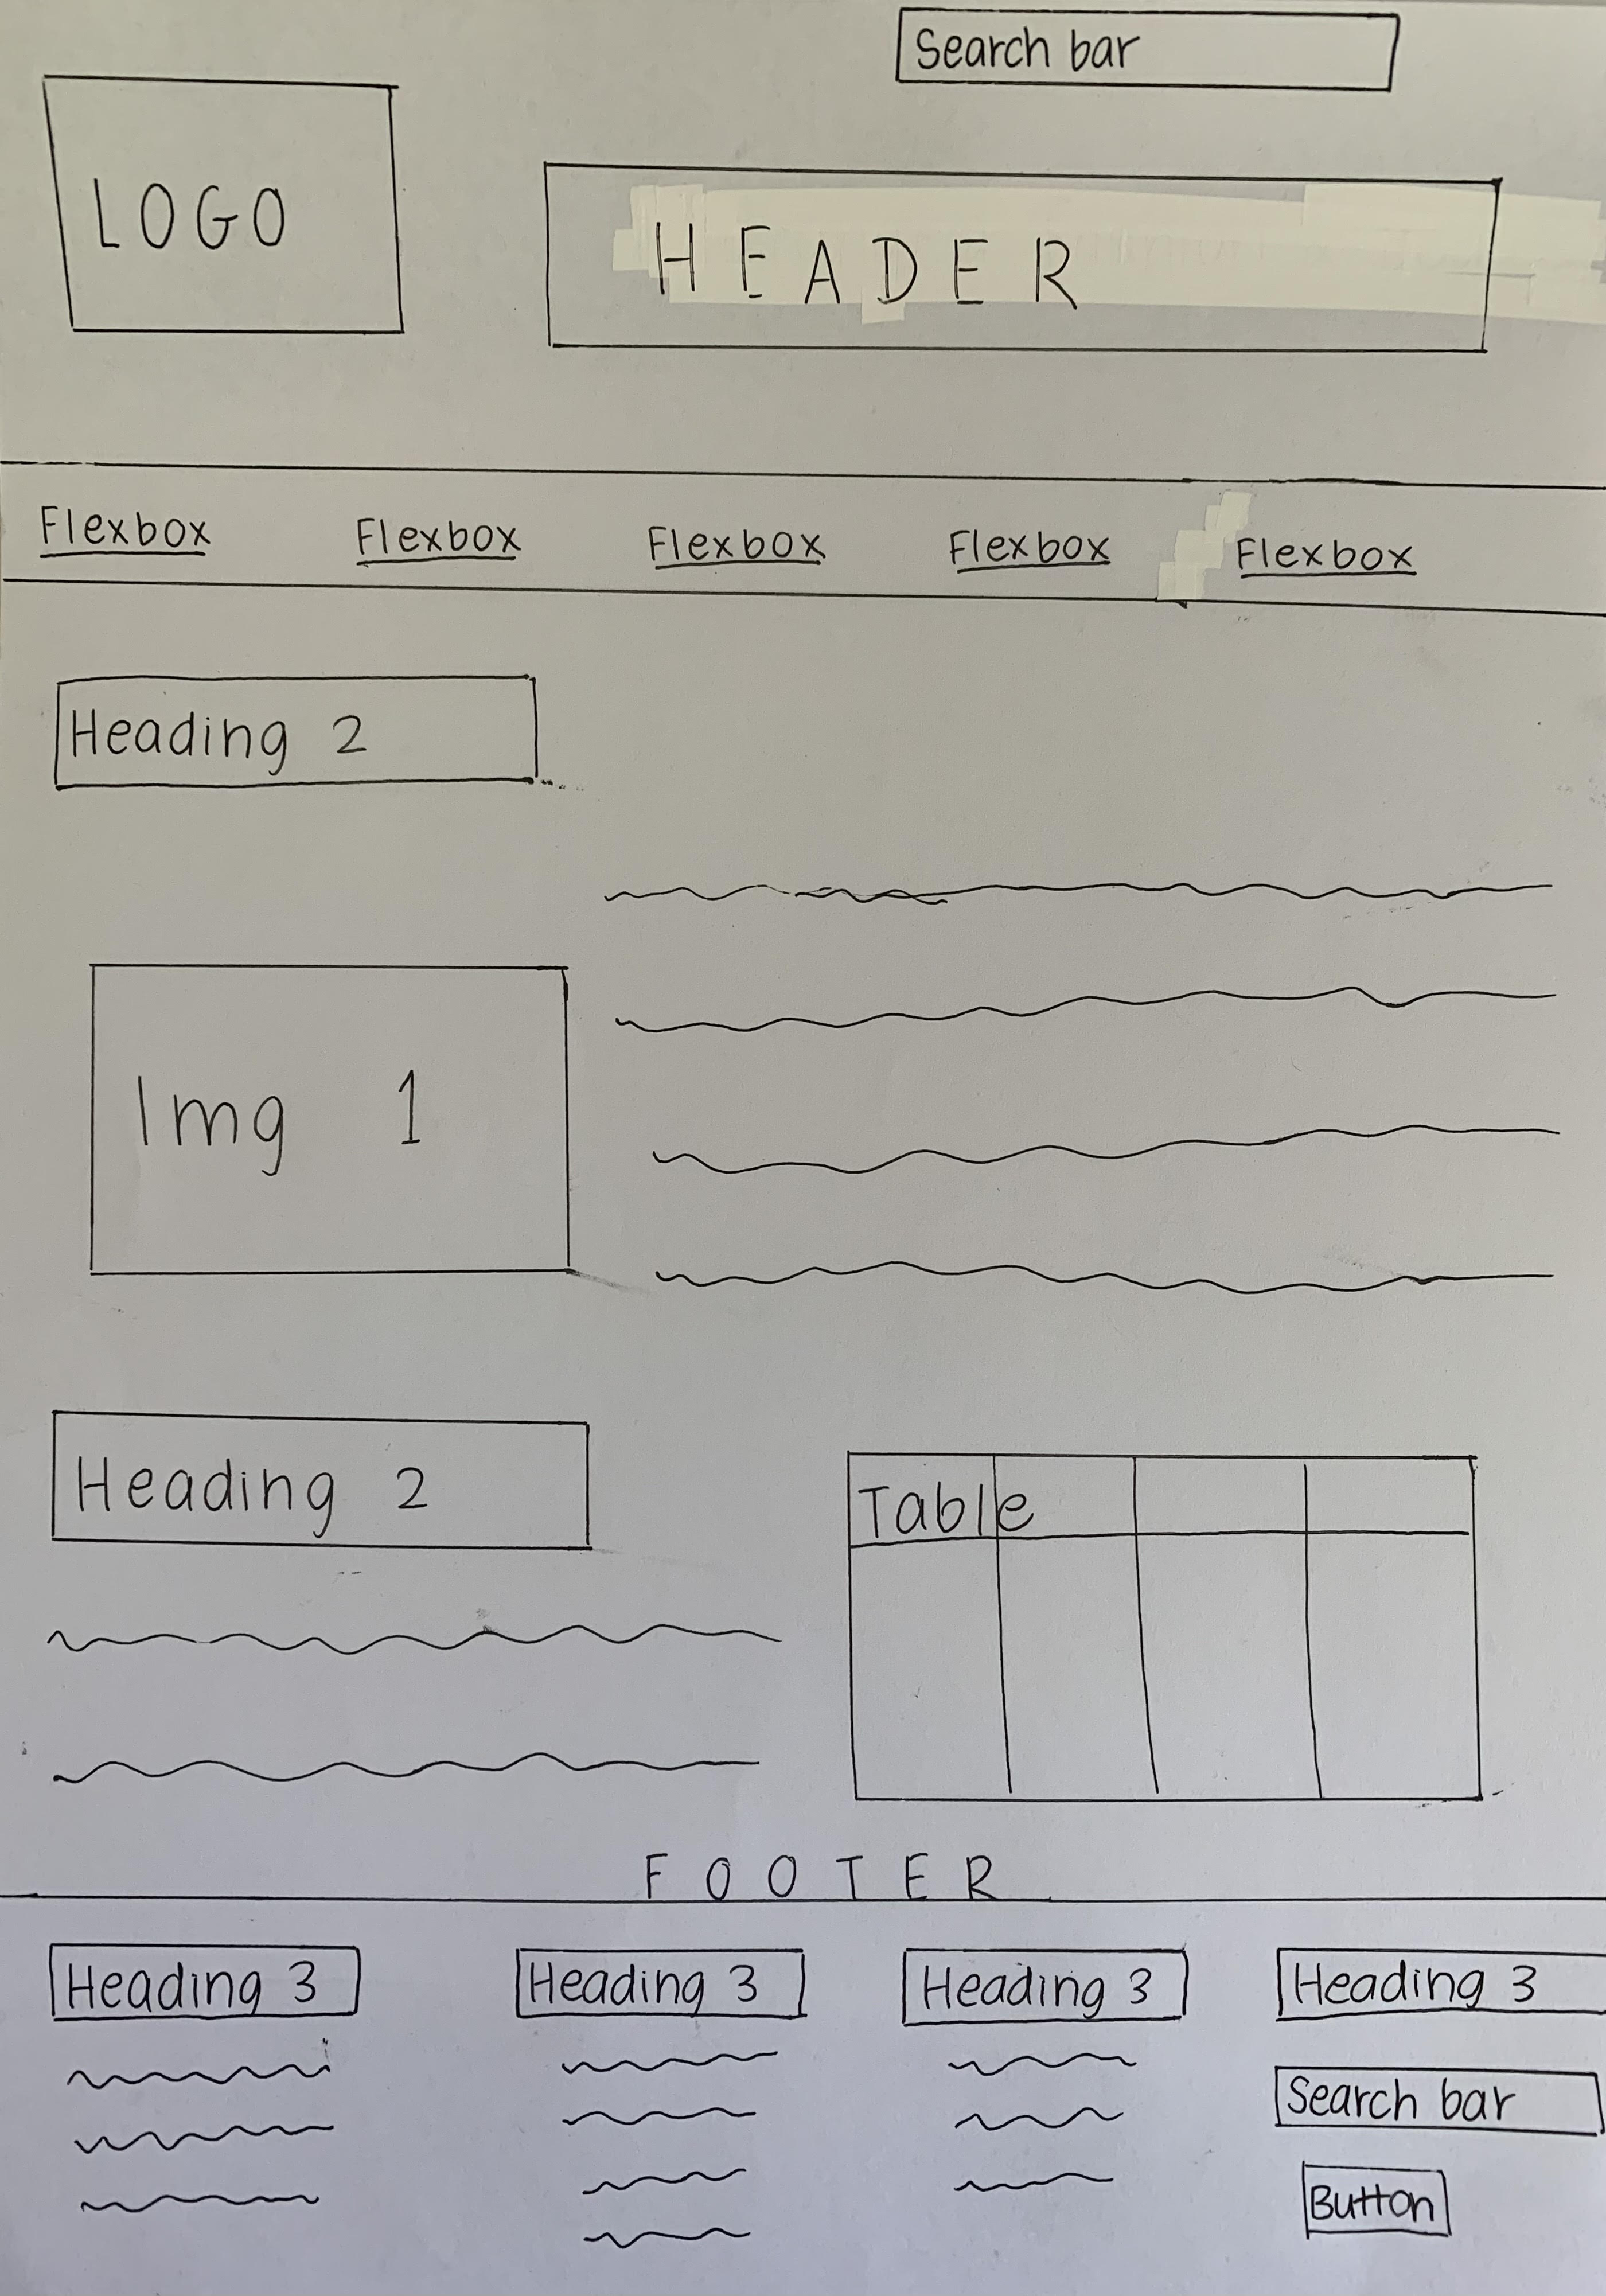 Search bar
LOGO
HEADER
Flexbox Flexbox Flexbox Flexbox Flexbox
Heading 2
Img 1
Heading 2
Table
FOOTER
Heading 3 Heading 3 Heading 3 Heading 3
Search bar
Button